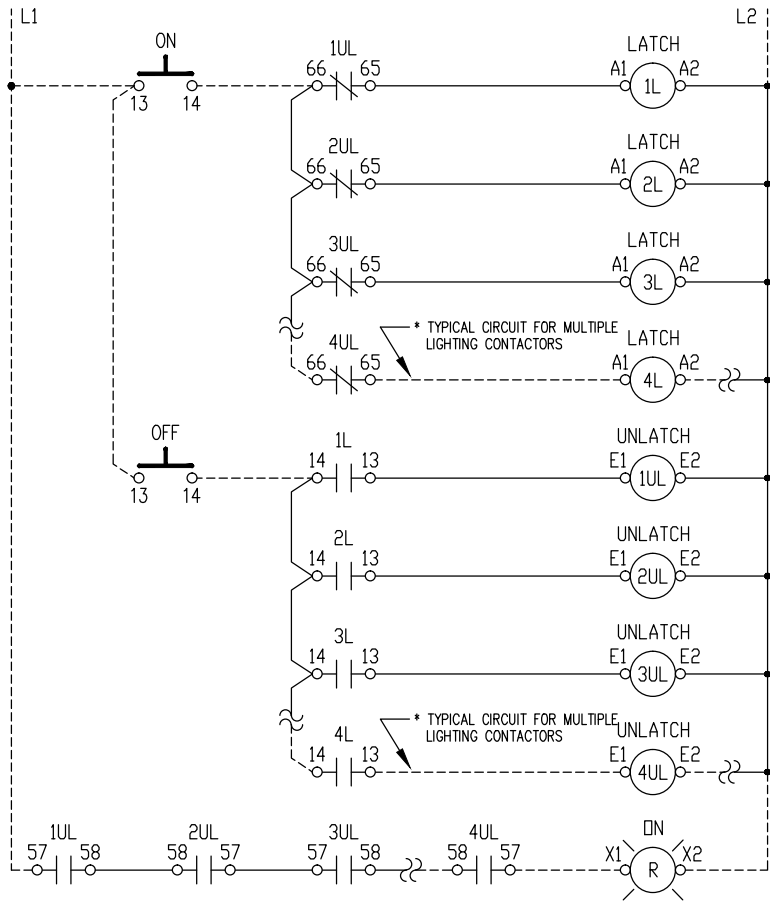 L1 L2
ON 1UL LATCH
66 65 A1 A2
13 14 1L
2UL LATCH
66 65 A1 A2
2L
3UL LATCH
66 65 A1 A2
3L
* TYPICAL CIRCUIT FOR MULTIPLE
LIGHTING CONTACTORS
4UL LATCH
66 65 A1 A2
4L
OFF 1L UNLATCH
14 13 E1 E2
13 14 1UL
2L UNLATCH
14 13 E1 E2
2UL
3L UNLATCH
14 13 E1 E2
3UL
* TYPICAL CIRCUIT FOR MULTIPLE
LIGHTING CONTACTORS
4L UNLATCH
14 13 E1 E2
4UL
1UL 2UL 3UL 4UL ON
57 58 58 57 57 58 58 57 X1 X2
R